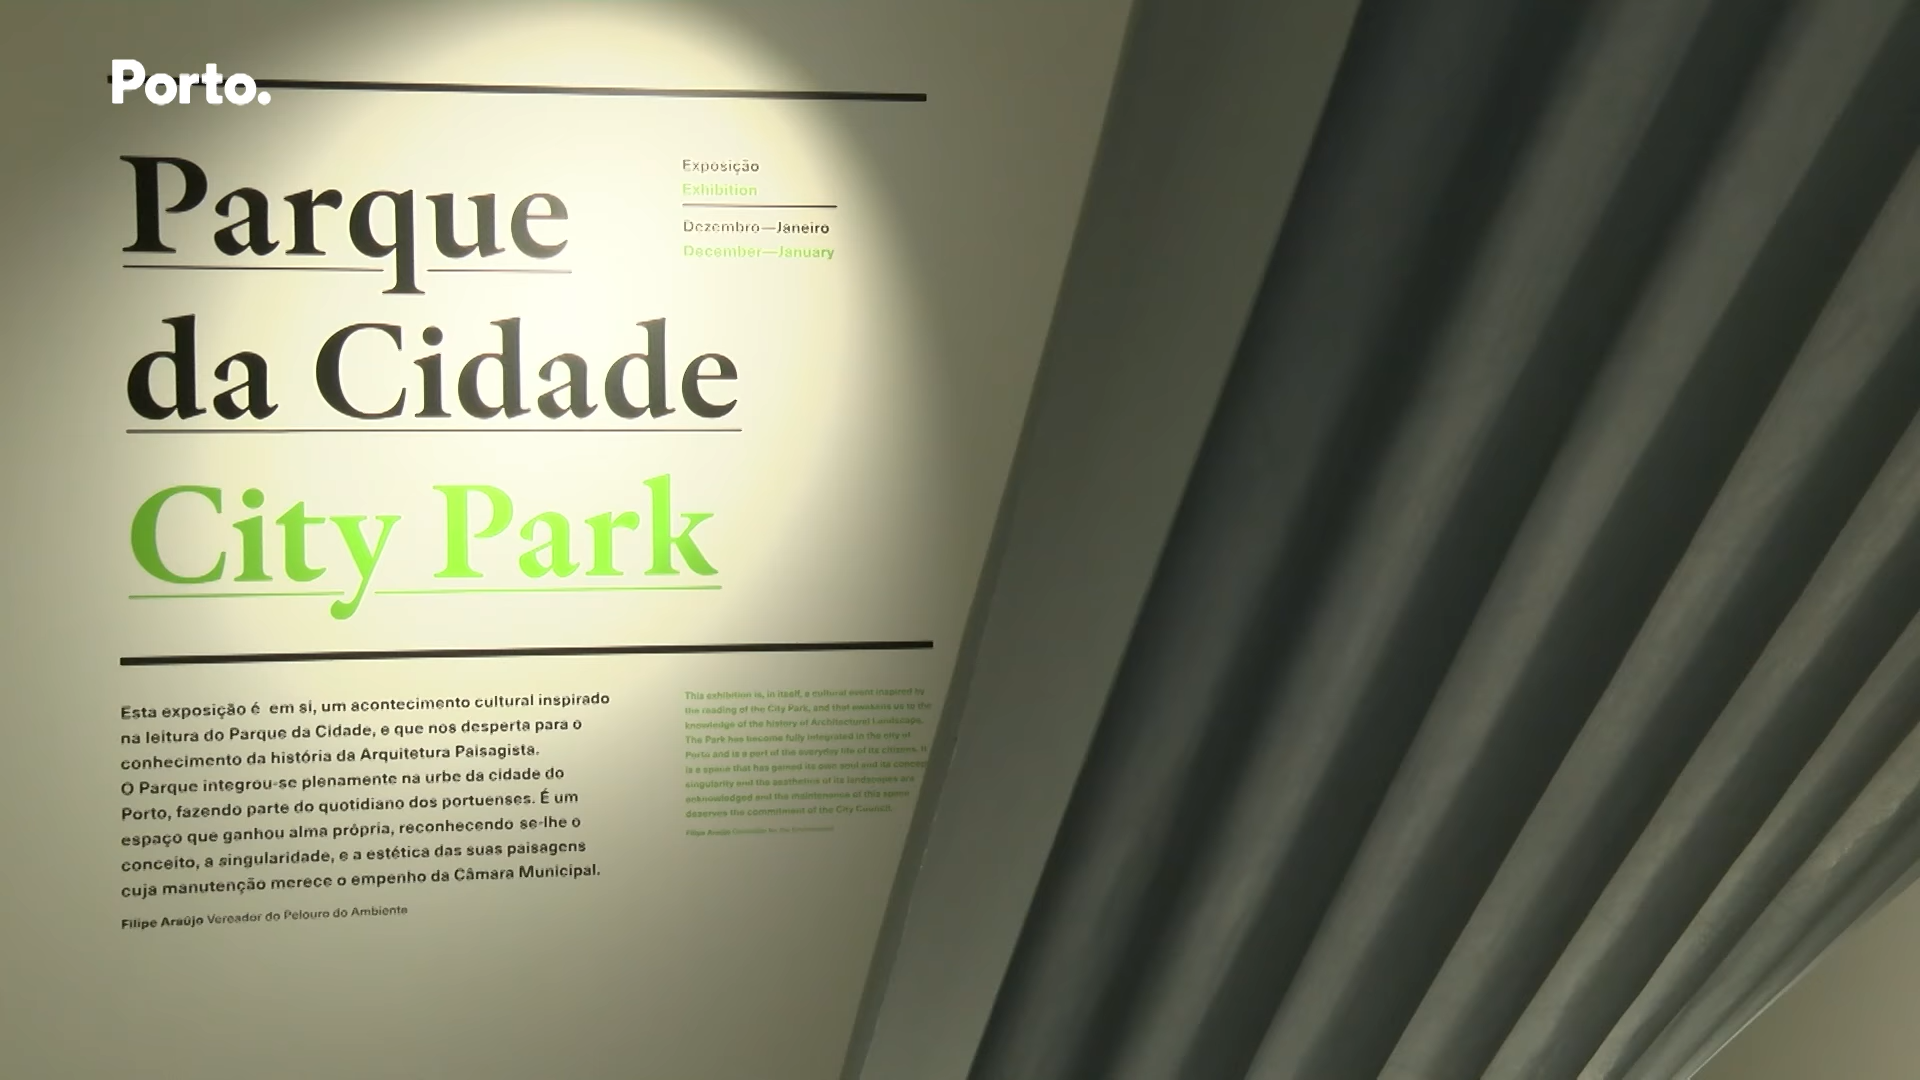 Porto.
Parque
da Cidade
City Park
Exposição
Exhibition
Dezembro—Janeiro
December—January
Esta exposição é em si, um acontecimento cultural inspirado
na leitura do Parque da Cidade, e que nos desperta para o
conhecimento da história da Arquitetura Paisagista.
O Parque integrou-se plenamente na urbe da cidade do
Porto, fazendo parte do quotidiano dos portuenses. É um
espaço que ganhou alma própria, reconhecendo se-lhe o
conceito, a singularidade, e a estética das suas paisagens
cuja manutenção merece o empenho da Câmara Municipal.
Filipe Araújo Vereador do Pelouro do Ambiente
This exhibition is, in itself, a cultural event inspired by
the reading of the City Park, and that awakens us to the
knowledge of the history of Architectural Landscape.
The Park has become fully integrated in the city of
Porto and is a part of the everyday life of its citizens. It
is a space that has gained its own soul and its concept,
singularity and the aesthetics of its landscapes are
acknowledged and the maintenance of this space
deserves the commitment of the City Council.
Filipe Araújo Councillor for the Environment